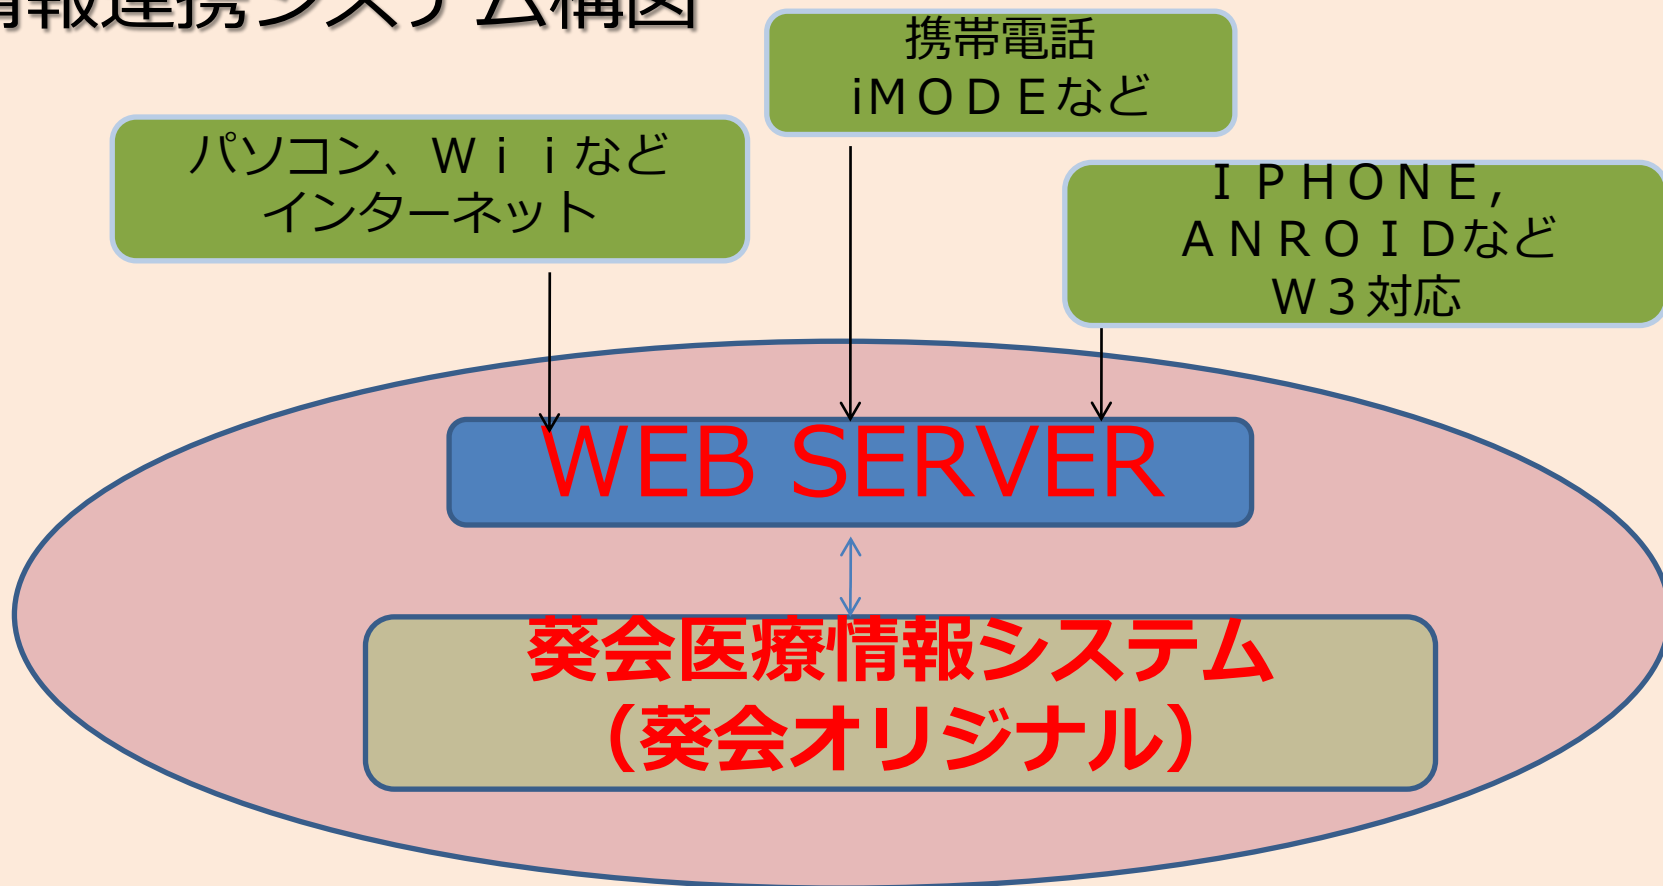 情報連携システム構図
携帯電話
iMODEなど
パソコン、Ｗｉｉなど
インターネット
ＩＰＨＯＮＥ，
ＡＮＲＯＩＤなど
Ｗ３対応
WEB SERVER
葵会医療情報システム
（葵会オリジナル）